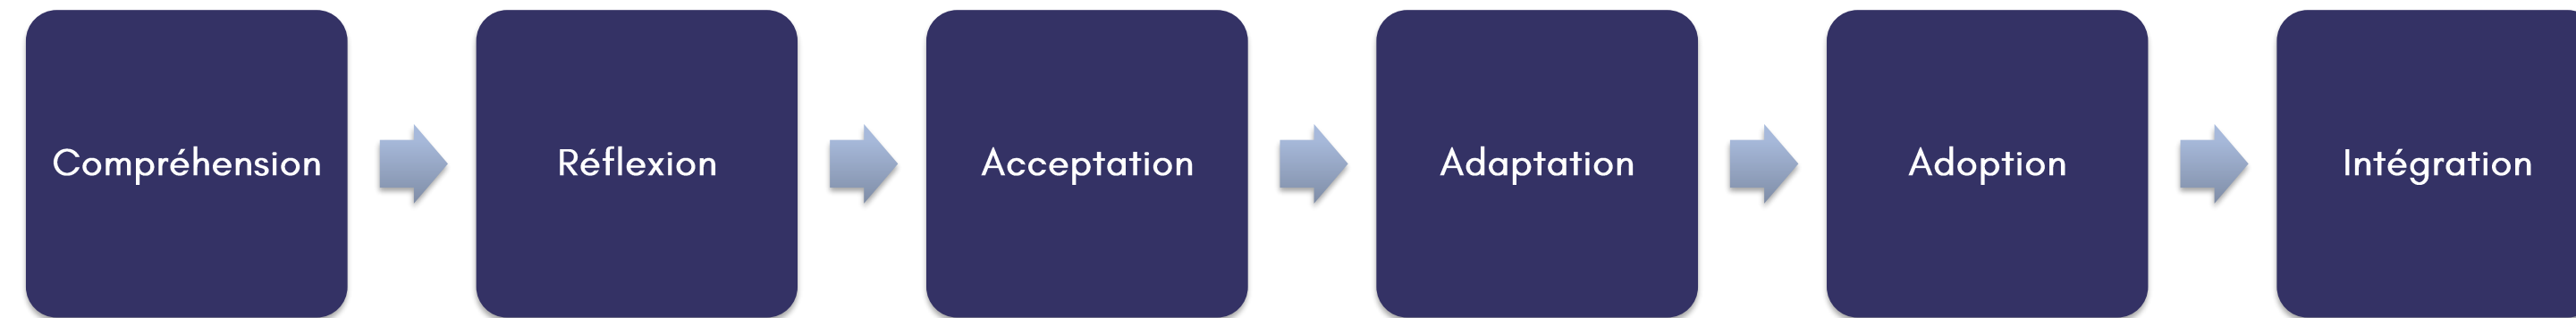 Compréhension
Réflexion
Acceptation
Adaptation
Adoption
Intégration